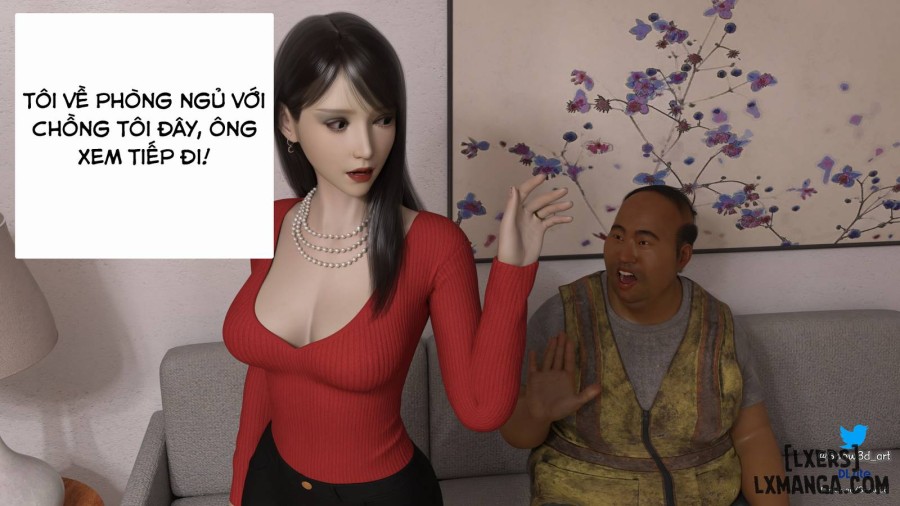 TÔI VỀ PHÒNG NGỦ VỚI
CHỒNG TÔI ĐÂY, ÔNG
XEM TIẾP ĐI!
[LXERS]
LXMANGA.COM